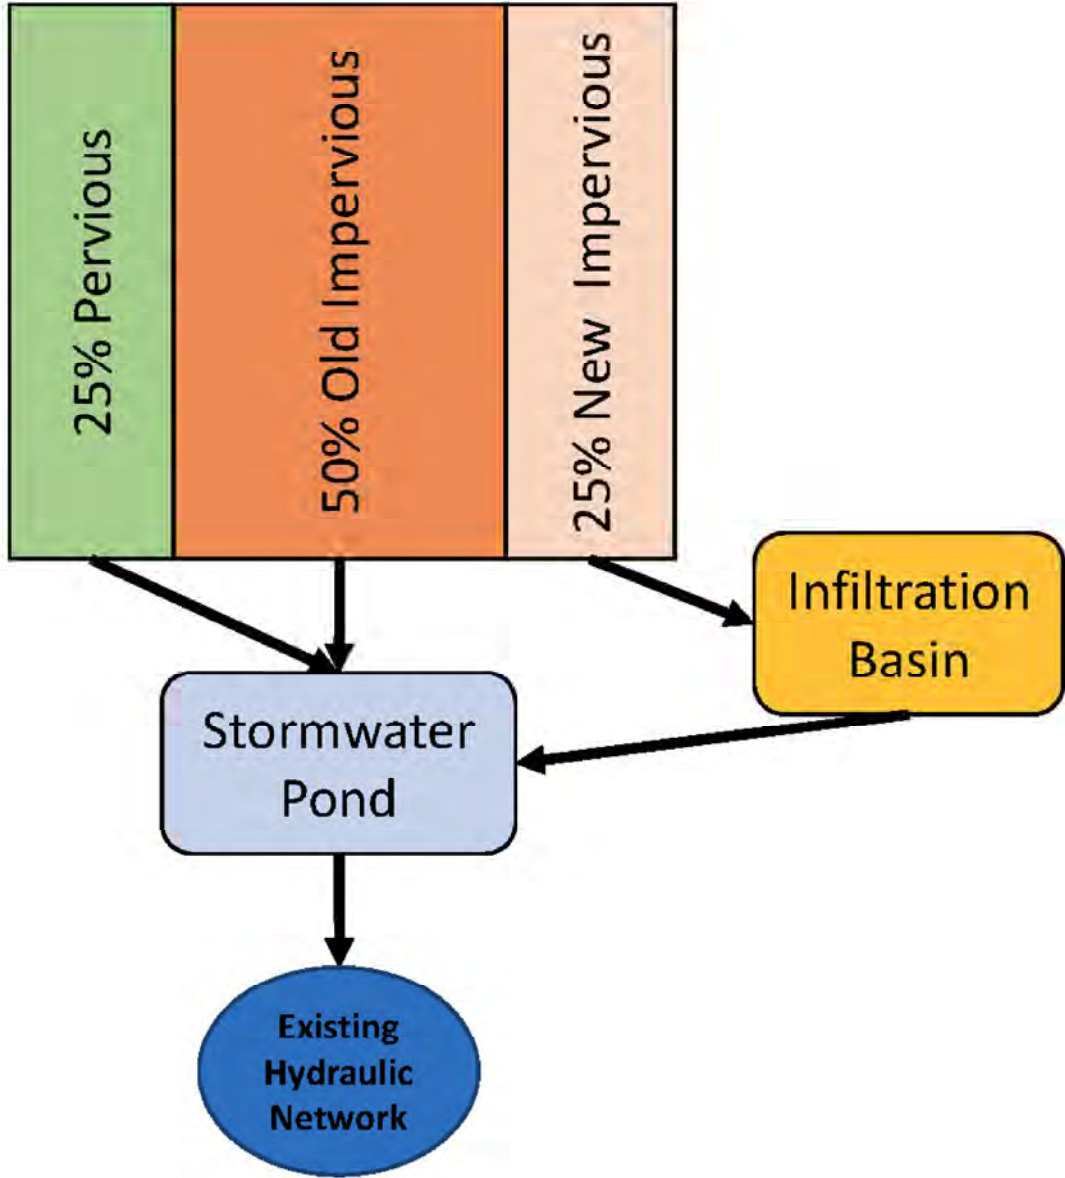 25% Pervious
50% Old Impervious
25% New Impervious
Infiltration
Basin
Stormwater
Pond
Existing
Hydraulic
Network